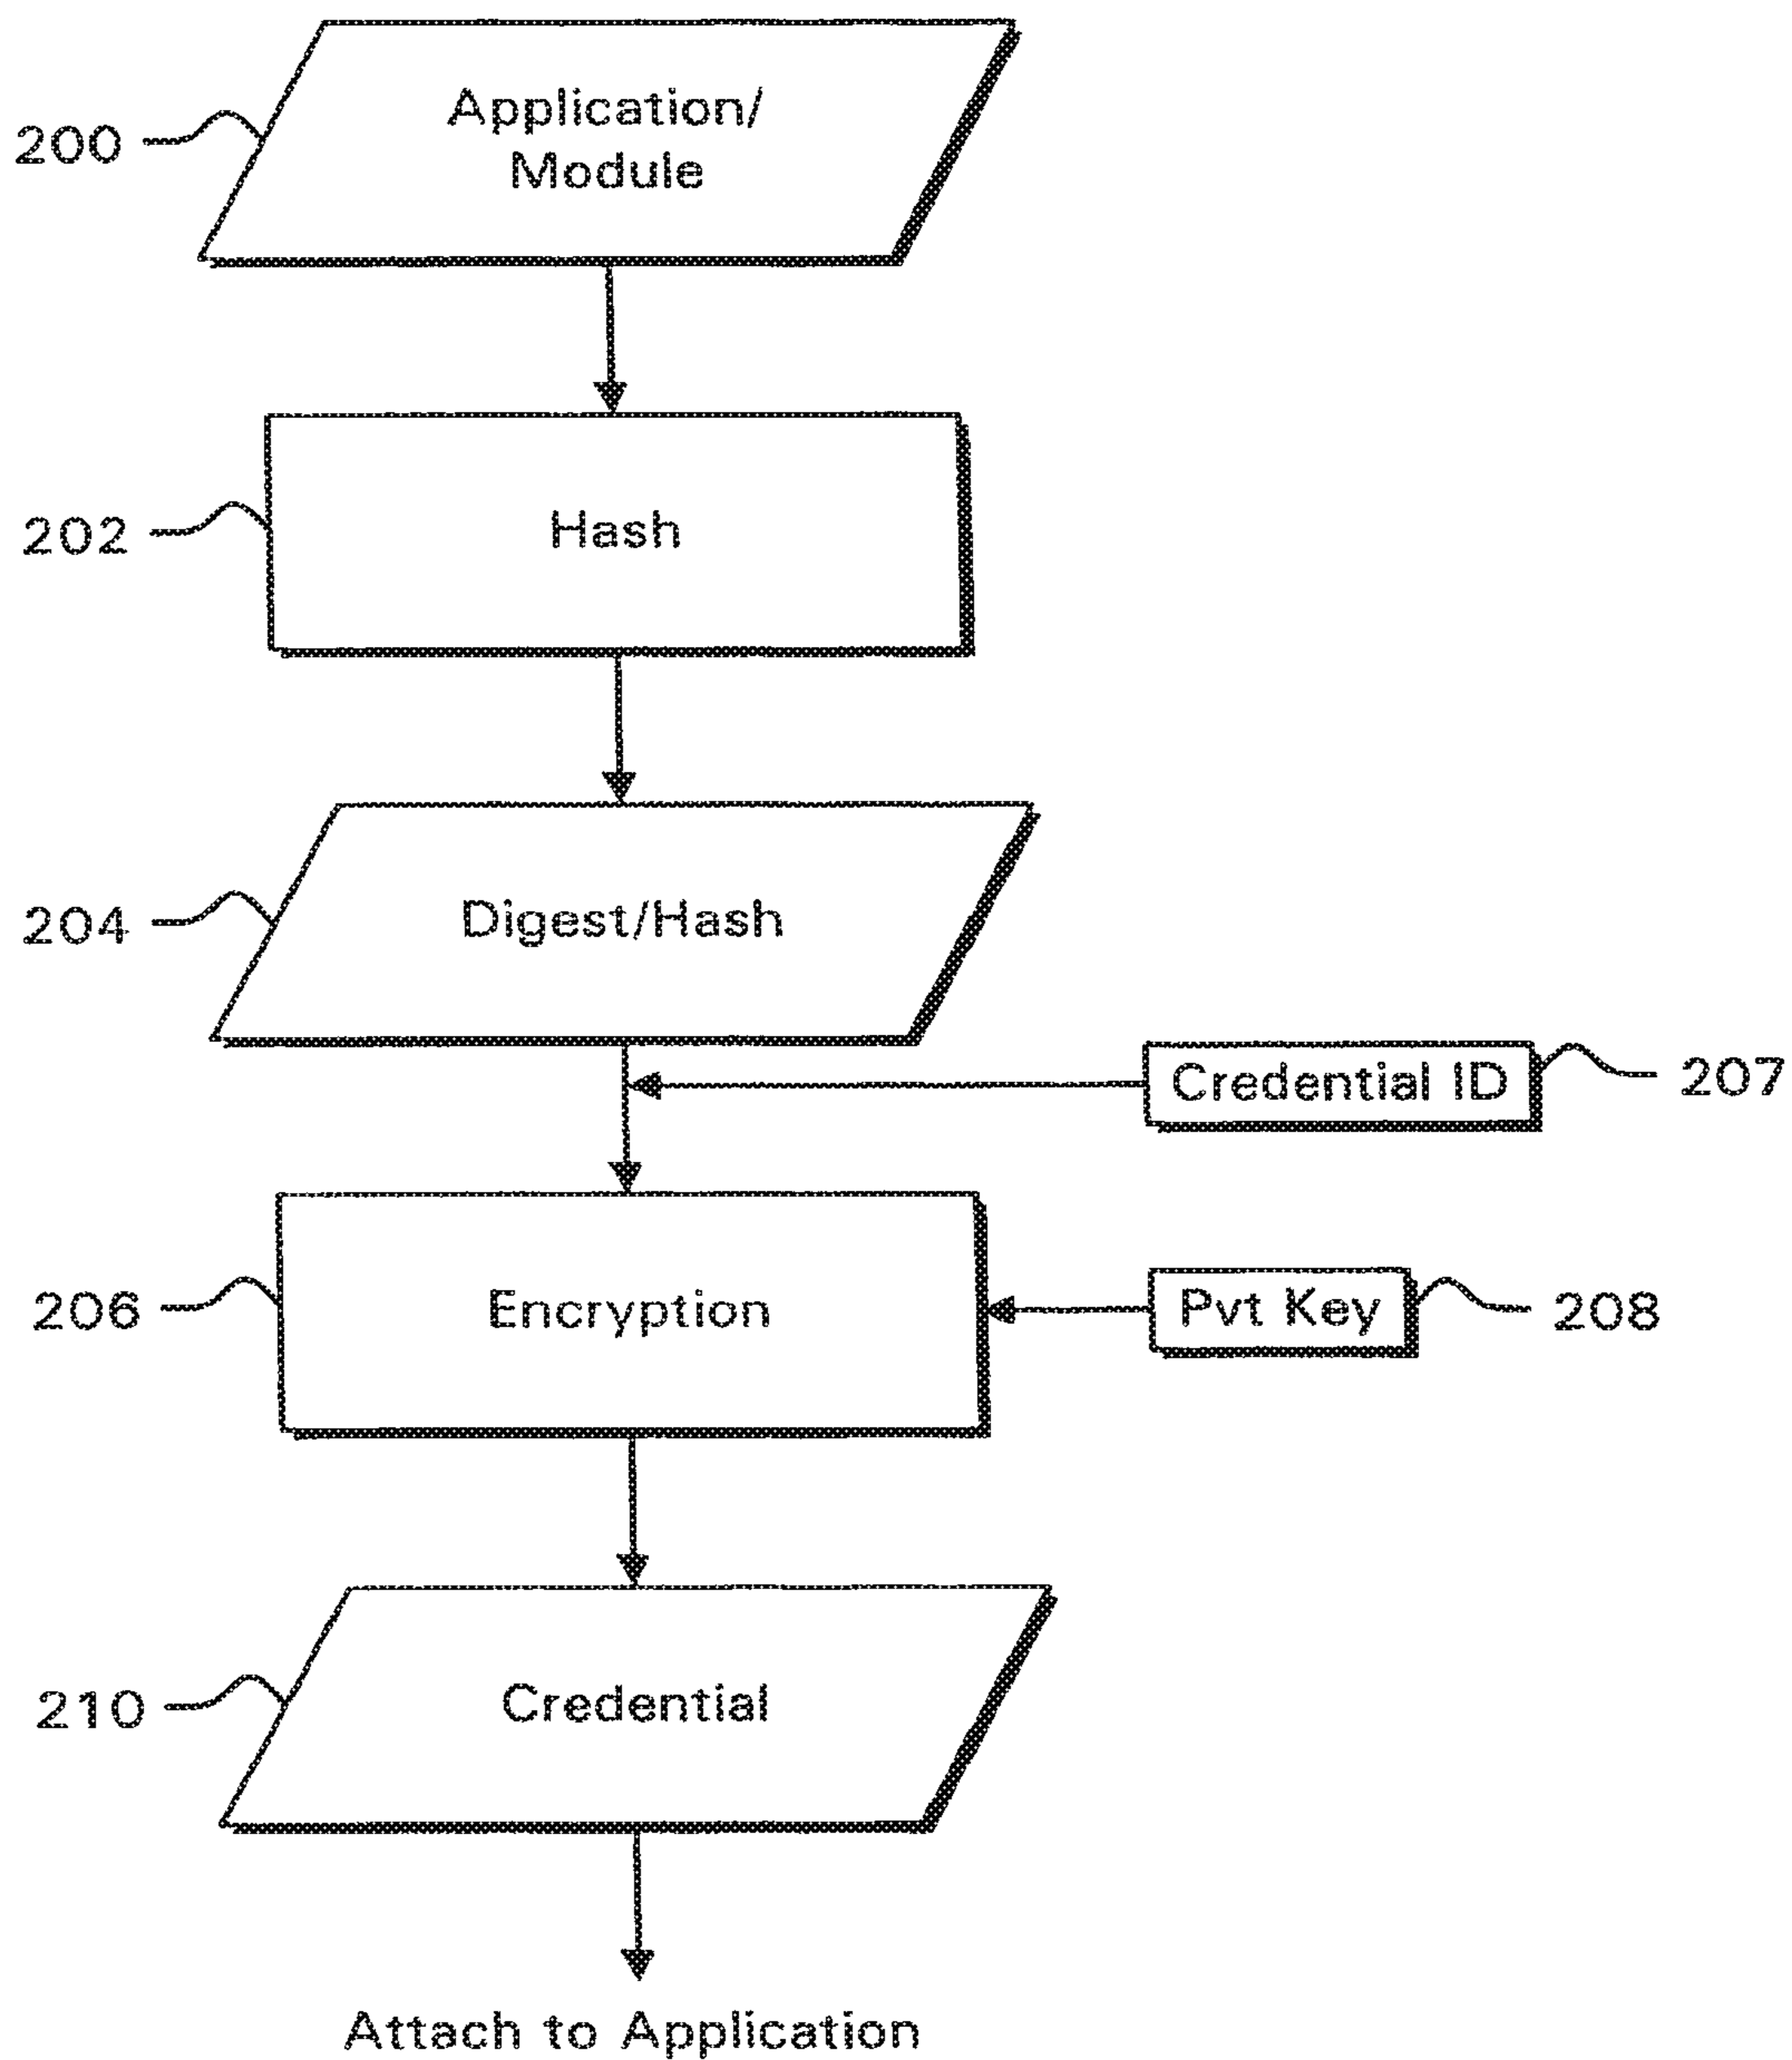 Application/
Module
200
Hash
202
Digest/Hash
204
Credential ID
207
Encryption
206
Pvt Key
208
Credential
210
Attach to Application